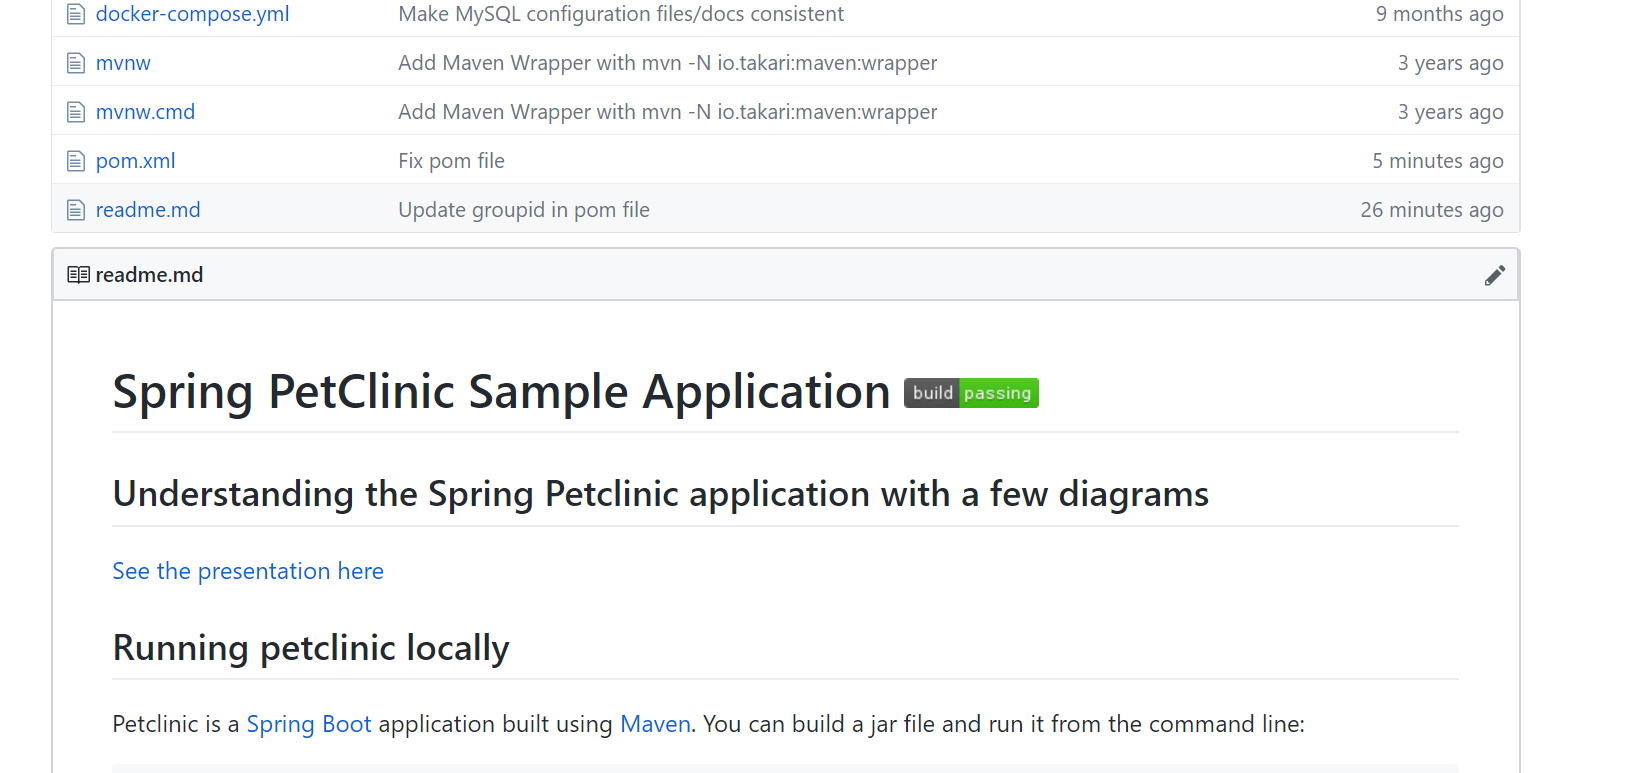 docker-compose.yml Make MySQL configuration files/docs consistent 9 months ago
mvnw Add Maven Wrapper with mvn -N io.takari:maven:wrapper 3 years ago
mvnw.cmd Add Maven Wrapper with mvn -N io.takari:maven:wrapper 3 years ago
pom.xml Fix pom file 5 minutes ago
readme.md Update groupid in pom file 26 minutes ago
readme.md
Spring PetClinic Sample Application build passing
Understanding the Spring Petclinic application with a few diagrams
See the presentation here
Running petclinic locally
Petclinic is a Spring Boot application built using Maven. You can build a jar file and run it from the command line: